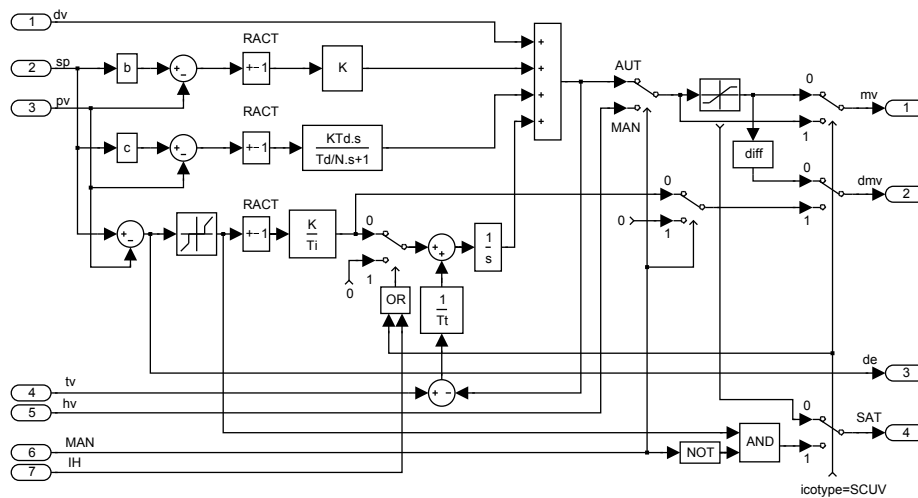 1 dv
RACT
AUT
0
2 sp b + - +-1 K + + + +
mv 1
3 pv
RACT
MAN
1
c + - +-1 KTd.s
Td/N.s+1
diff
0 dmv 2
0
RACT
1
0
1
+ - +-1 K
Ti
0
+ +
1
s
0
1
OR
1
Tt
de 3
4 tv + -
5 hv
0 SAT 4
6 MAN
NOT AND
1
7 IH
icotype=SCUV